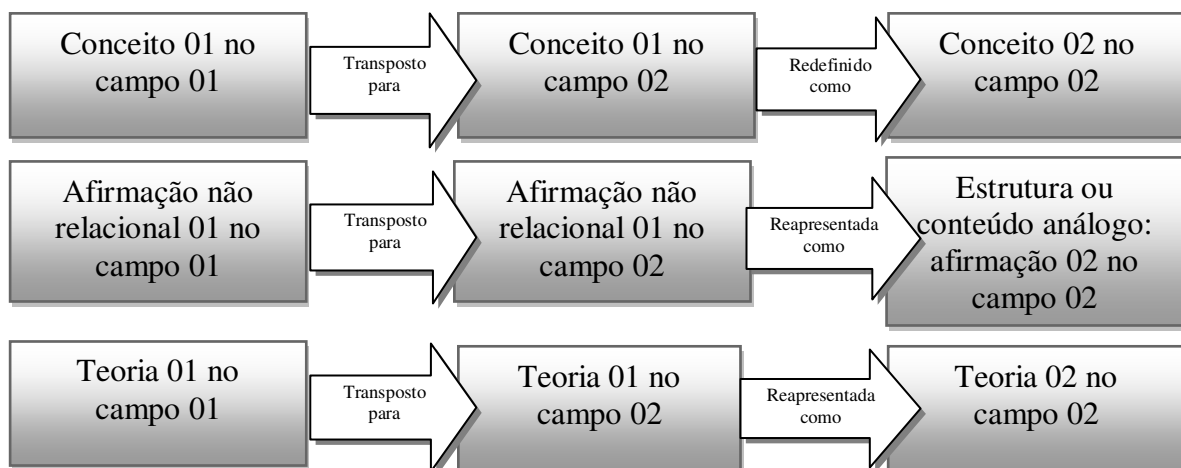 Conceito 01 no
campo 01
Transposto
para
Conceito 01 no
campo 02
Redefinido
como
Conceito 02 no
campo 02
Afirmação não
relacional 01 no
campo 01
Transposto
para
Afirmação não
relacional 01 no
campo 02
Reapresentada
como
Estrutura ou
conteúdo análogo:
afirmação 02 no
campo 02
Teoria 01 no
campo 01
Transposto
para
Teoria 01 no
campo 02
Reapresentada
como
Teoria 02 no
campo 02